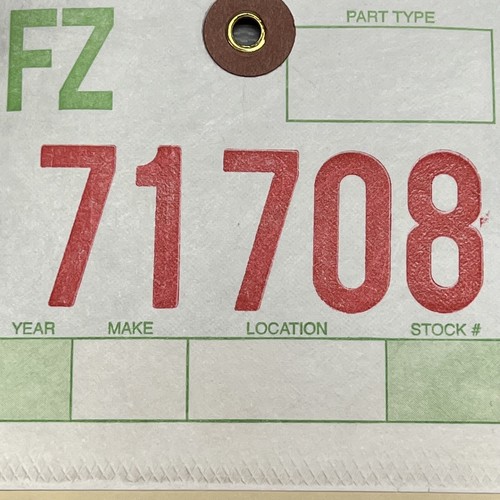 FZ
PART TYPE
71708
YEAR MAKE LOCATION STOCK #